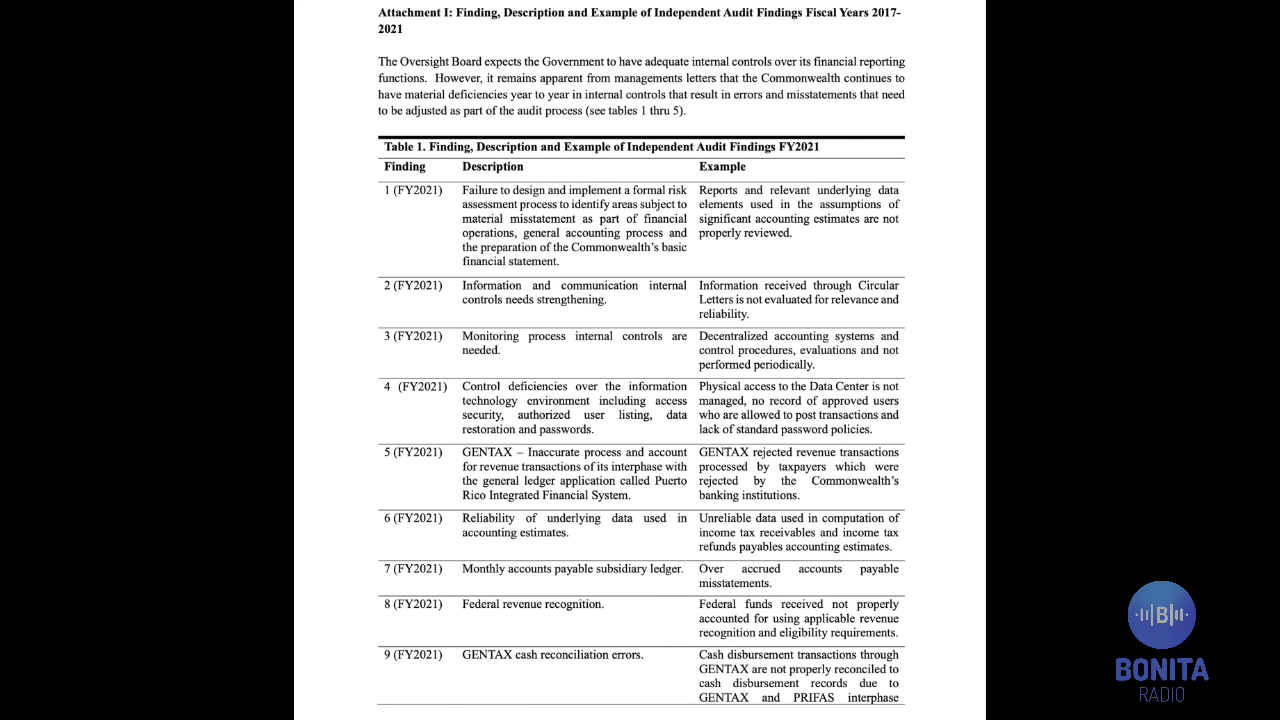 Attachment I: Finding, Description and Example of Independent Audit Findings Fiscal Years 2017-
2021
The Oversight Board expects the Government to have adequate internal controls over its financial reporting
functions. However, it remains apparent from managements letters that the Commonwealth continues to
have material deficiencies year to year in internal controls that result in errors and misstatements that need
to be adjusted as part of the audit process (see tables 1 thru 5).
Table 1. Finding, Description and Example of Independent Audit Findings FY2021
Finding Description Example
1 (FY2021) Failure to design and implement a formal risk Reports and relevant underlying data
assessment process to identify areas subject to elements used in the assumptions of
material misstatement as part of financial significant accounting estimates are not
operations, general accounting process and properly reviewed.
the preparation of the Commonwealth's basic
financial statement.
2 (FY2021) Information and communication internal Information received through Circular
controls needs strengthening. Letters is not evaluated for relevance and
reliability.
3 (FY2021) Monitoring process internal controls are Decentralized accounting systems and
needed. control procedures, evaluations and not
performed periodically.
4 (FY2021) Control deficiencies over the information Physical access to the Data Center is not
technology environment including access managed, no record of approved users
security, authorized user listing, data who are allowed to post transactions and
restoration and passwords. lack of standard password policies.
5 (FY2021) GENTAX – Inaccurate process and account GENTAX rejected revenue transactions
for revenue transactions of its interphase with processed by taxpayers which were
the general ledger application called Puerto rejected by the Commonwealth's
Rico Integrated Financial System. banking institutions.
6 (FY2021) Reliability of underlying data used in Unreliable data used in computation of
accounting estimates. income tax receivables and income tax
refunds payables accounting estimates.
7 (FY2021) Monthly accounts payable subsidiary ledger. Over accrued accounts payable
misstatements.
8 (FY2021) Federal revenue recognition. Federal funds received not properly
accounted for using applicable revenue
recognition and eligibility requirements.
9 (FY2021) GENTAX cash reconciliation errors. Cash disbursement transactions through
GENTAX are not properly reconciled to
cash disbursement records due to
GENTAX and PRIFAS interphase
B
BONITA
RADIO